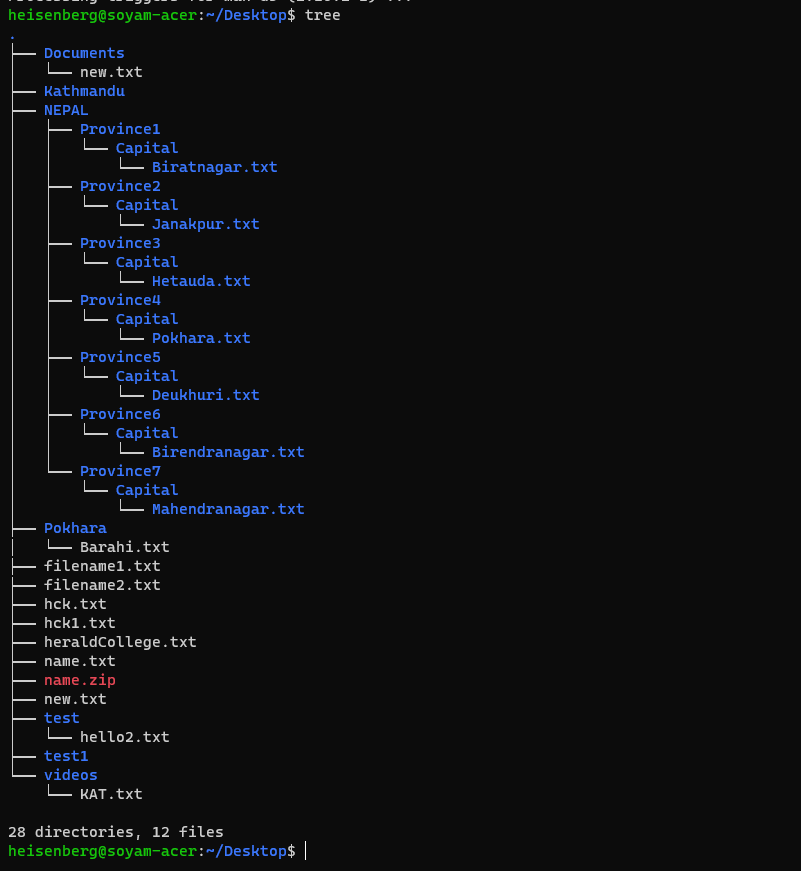 heisenberg@soyam-acer:~/Desktop$ tree
.
├── Documents
│   └── new.txt
├── Kathmandu
├── NEPAL
│   ├── Province1
│   │   └── Capital
│   │       └── Biratnagar.txt
│   ├── Province2
│   │   └── Capital
│   │       └── Janakpur.txt
│   ├── Province3
│   │   └── Capital
│   │       └── Hetauda.txt
│   ├── Province4
│   │   └── Capital
│   │       └── Pokhara.txt
│   ├── Province5
│   │   └── Capital
│   │       └── Deukhuri.txt
│   ├── Province6
│   │   └── Capital
│   │       └── Birendranagar.txt
│   └── Province7
│       └── Capital
│           └── Mahendranagar.txt
├── Pokhara
│   └── Barahi.txt
├── filename1.txt
├── filename2.txt
├── hck.txt
├── hck1.txt
├── heraldCollege.txt
├── name.txt
├── name.zip
├── new.txt
├── test
│   └── hello2.txt
├── test1
└── videos
    └── KAT.txt

28 directories, 12 files
heisenberg@soyam-acer:~/Desktop$